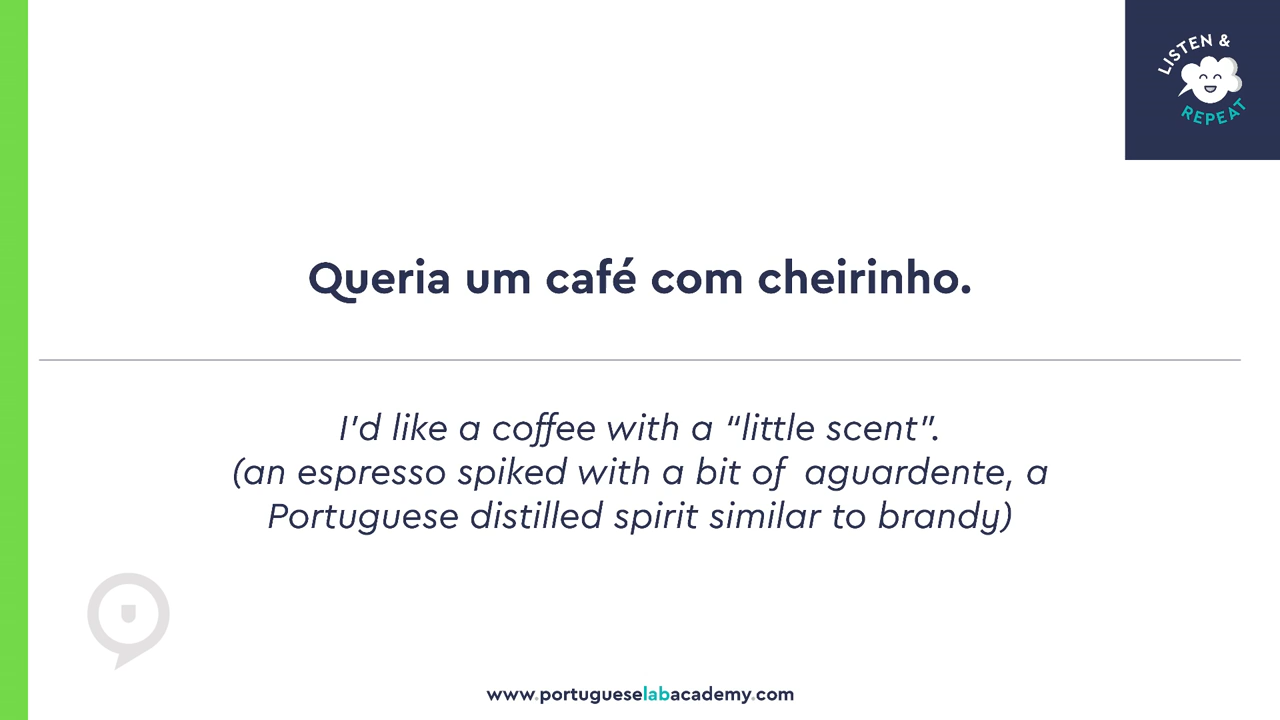 LISTEN &
REPEAT
Queria um café com cheirinho.
I'd like a coffee with a “little scent”.
(an espresso spiked with a bit of aguardente, a
Portuguese distilled spirit similar to brandy)
www.portugueselabacademy.com